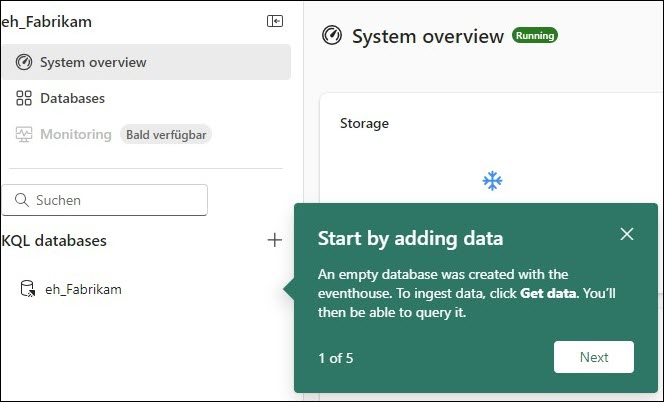 eh_Fabrikam
System overview
Databases
Monitoring Bald verfügbar
Suchen
KQL databases
eh_Fabrikam
System overview Running
Storage
Start by adding data
An empty database was created with the
eventhouse. To ingest data, click Get data. You'll
then be able to query it.
1 of 5
Next